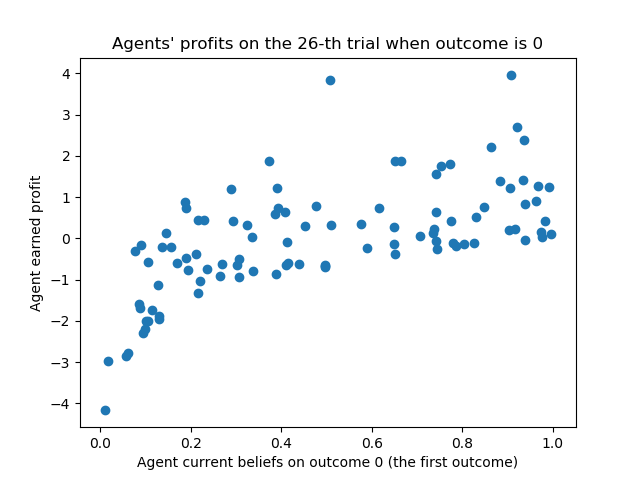 Agents' profits on the 26-th trial when outcome is 0
4
3
2
1
0
−1
−2
−3
−4
Agent earned profit
0.0 0.2 0.4 0.6 0.8 1.0
Agent current beliefs on outcome 0 (the first outcome)